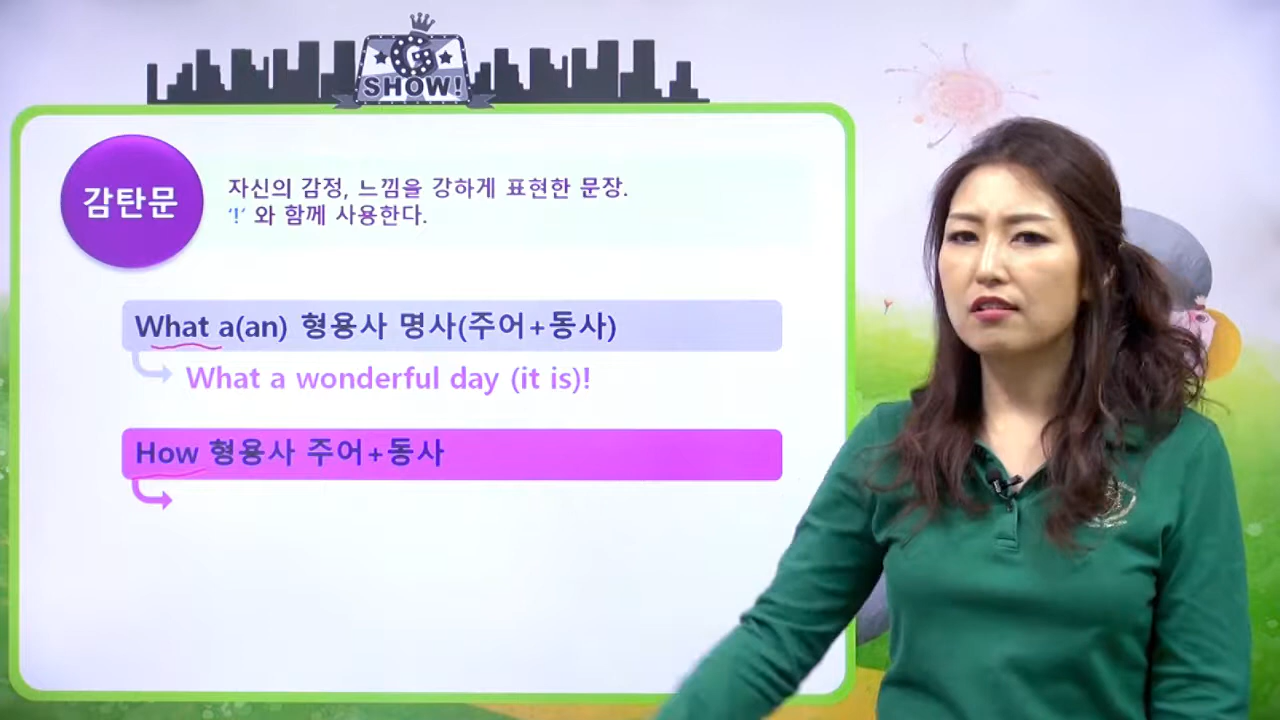 G
SHOW!
감탄문
자신의 감정, 느낌을 강하게 표현한 문장.
‘!’ 와 함께 사용한다.
What a(an) 형용사 명사(주어+동사)
What a wonderful day (it is)!
How 형용사 주어+동사